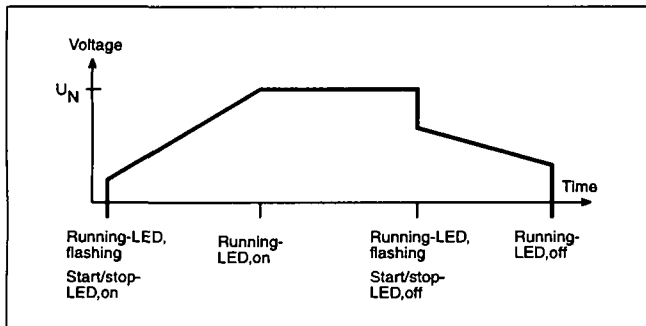 Voltage
UN
Time
Running-LED,
flashing
Start/stop-
LED,on
Running-
LED,on
Running-LED,
flashing
Start/stop-
LED,off
Running-
LED,off